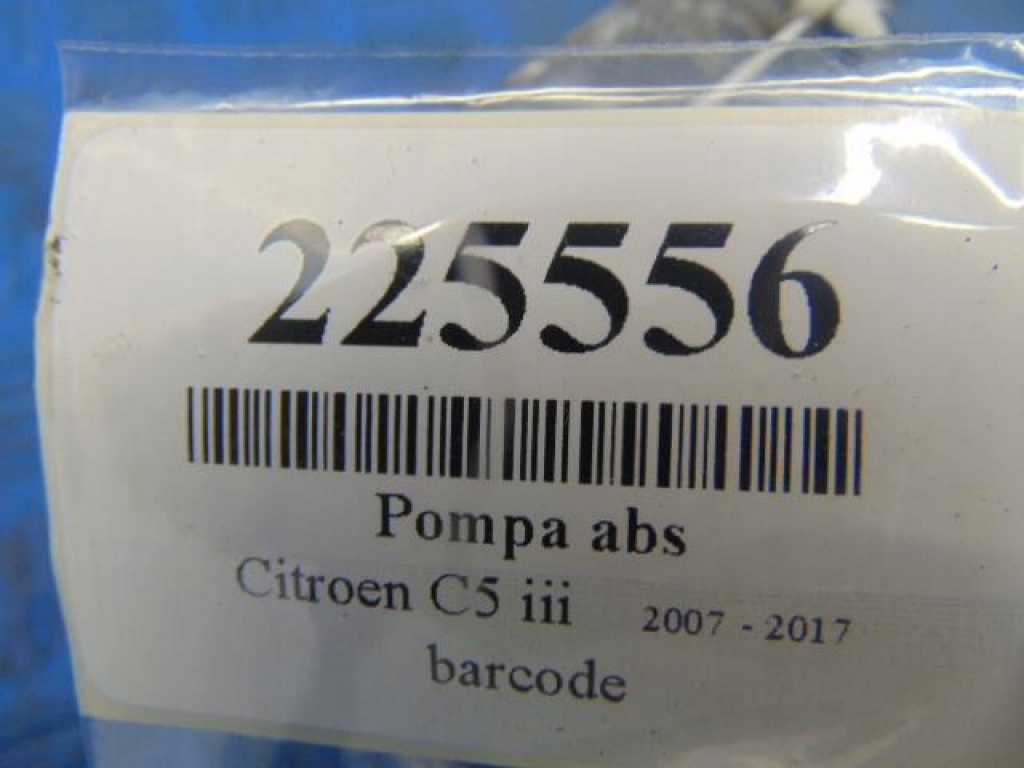 225556
Pompa abs
Citroen C5 iii 2007 - 2017
barcode